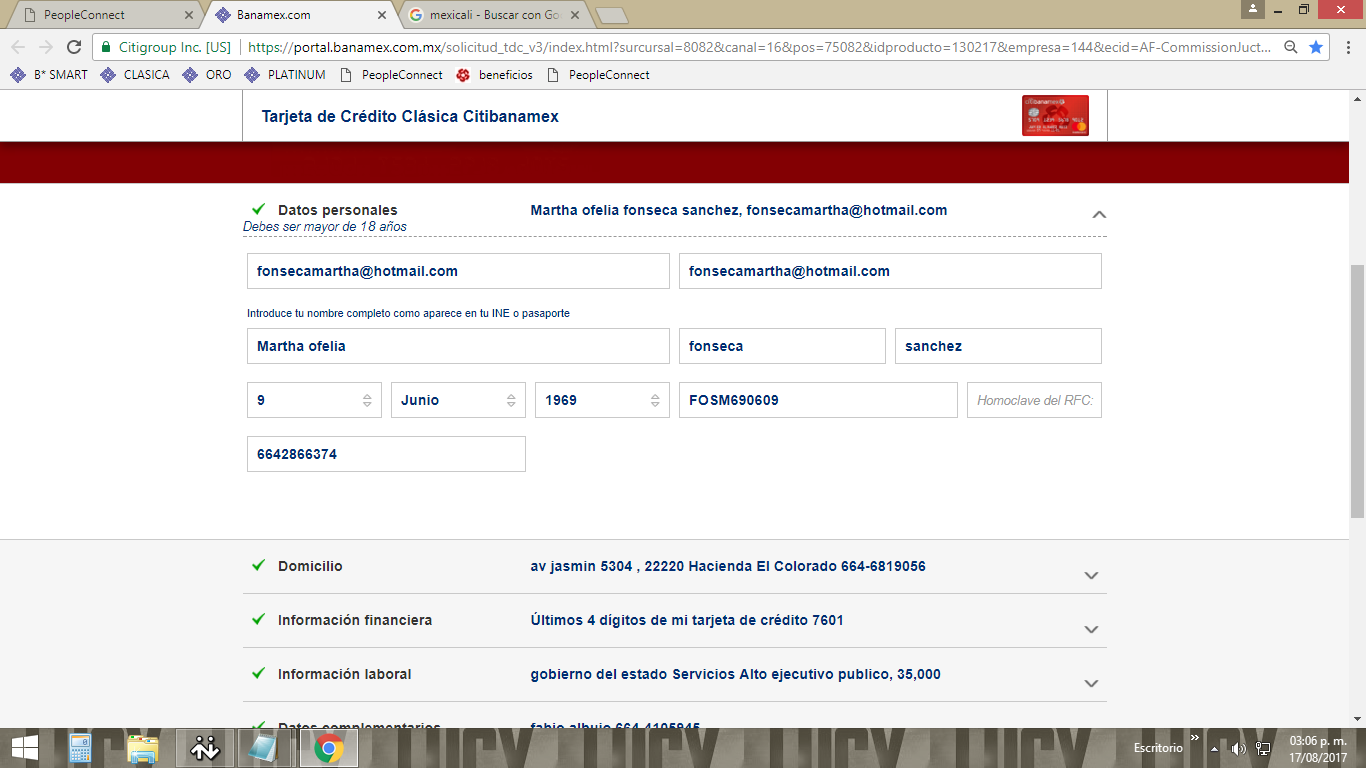 PeopleConnect
Banamex.com
mexicali - Buscar con Go
Citigroup Inc. [US] https://portal.banamex.com.mx/solicitud_tdc_v3/index.html?surcursal=8082&canal=16&pos=75082&idproducto=130217&empresa=144&ecid=AF-CommissionJuct...
B* SMART CLASICA ORO PLATINUM PeopleConnect beneficios PeopleConnect
Tarjeta de Crédito Clásica Citibanamex
Datos personales Martha ofelia fonseca sanchez, fonsecamartha@hotmail.com
Debes ser mayor de 18 años
fonsecamartha@hotmail.com fonsecamartha@hotmail.com
Introduce tu nombre completo como aparece en tu INE o pasaporte
Martha ofelia fonseca sanchez
9 Junio 1969 FOSM690609 Homoclave del RFC:
6642866374
Domicilio av jasmin 5304 , 22220 Hacienda El Colorado 664-6819056
Información financiera Últimos 4 dígitos de mi tarjeta de crédito 7601
Información laboral gobierno del estado Servicios Alto ejecutivo publico, 35,000
Datos complementarios fabio albujo 664-4105945
Escritorio 03:06 p. m.
17/08/2017